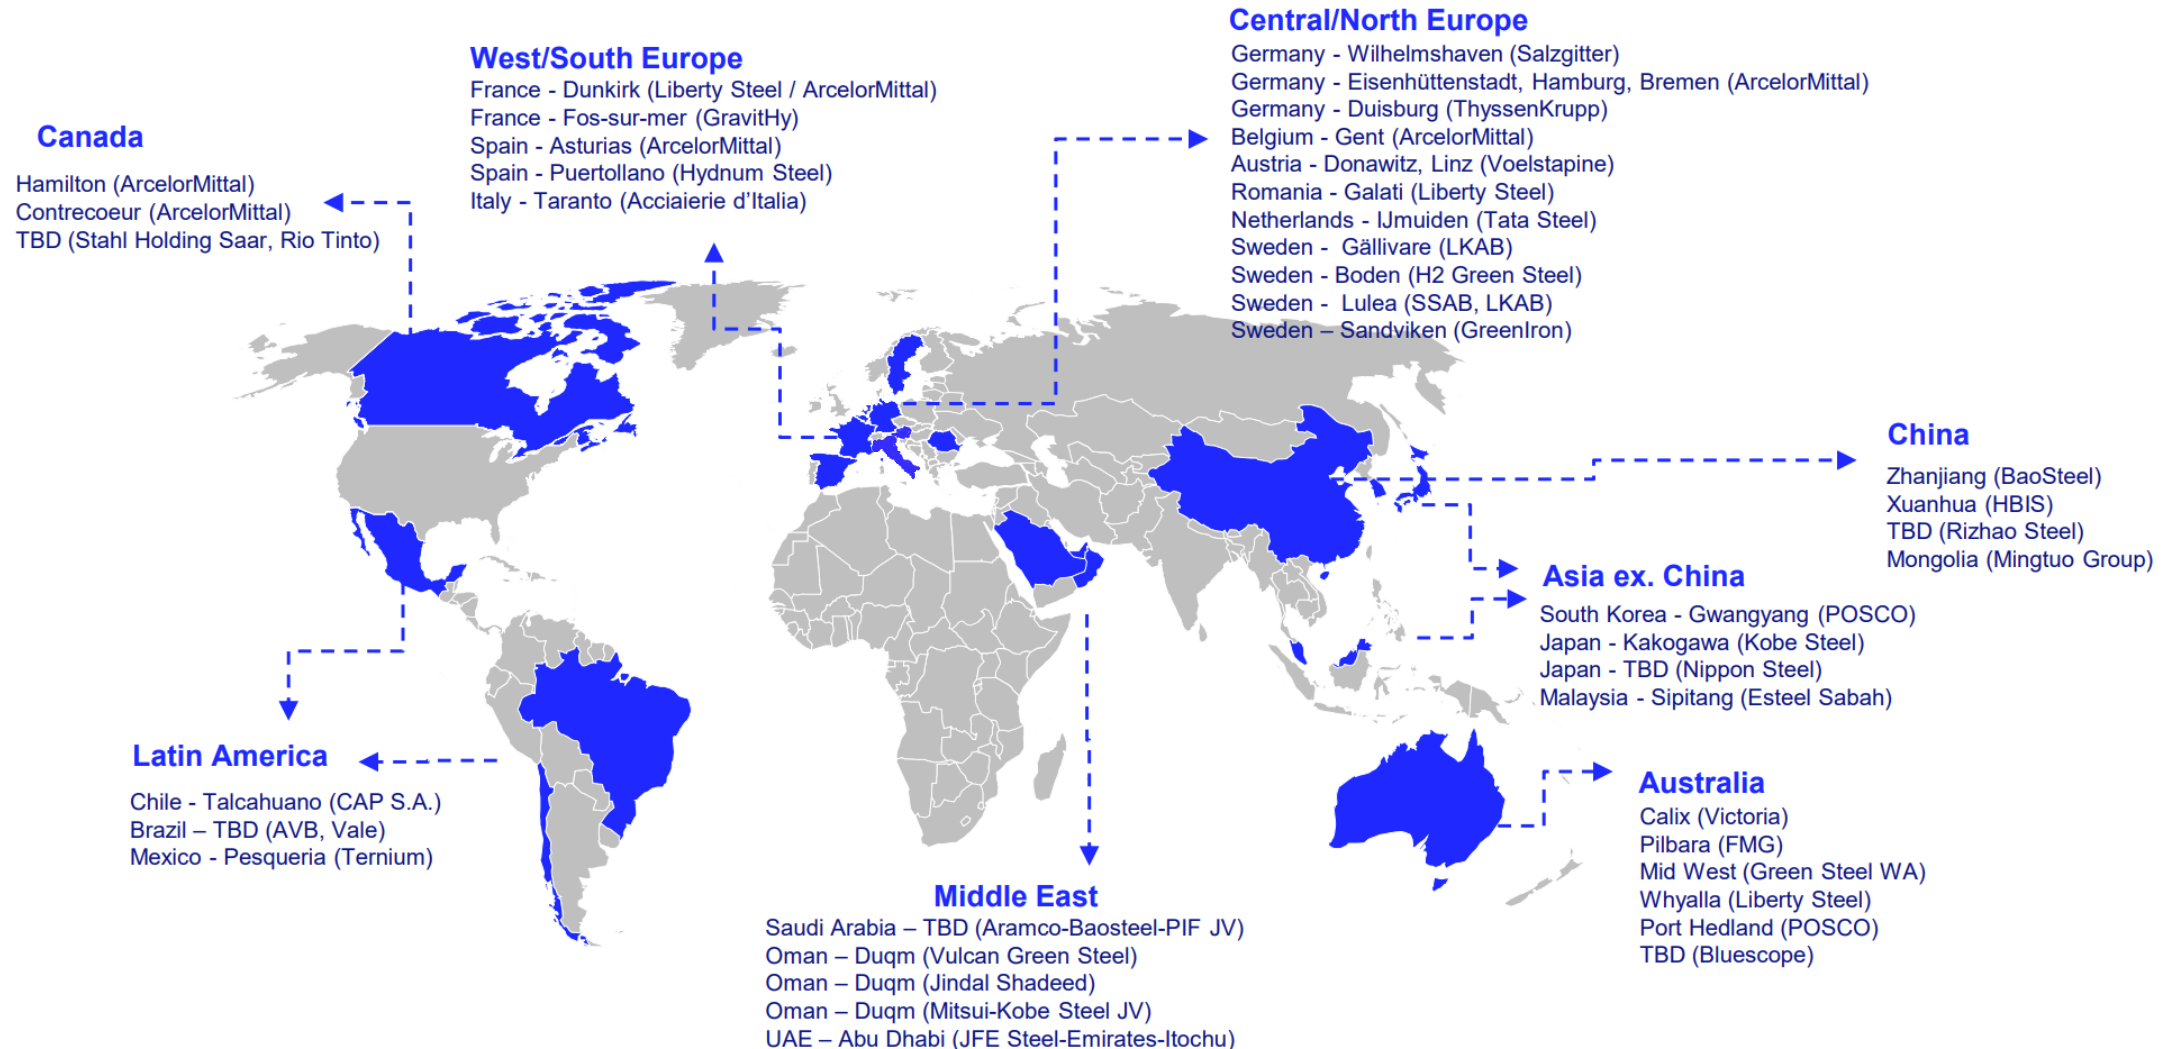 Central/North Europe
Germany - Wilhelmshaven (Salzgitter)
Germany - Eisenhüttenstadt, Hamburg, Bremen (ArcelorMittal)
Germany - Duisburg (ThyssenKrupp)
Belgium - Gent (ArcelorMittal)
Austria - Donawitz, Linz (Voelstapine)
Romania - Galati (Liberty Steel)
Netherlands - IJmuiden (Tata Steel)
Sweden - Gällivare (LKAB)
Sweden - Boden (H2 Green Steel)
Sweden - Lulea (SSAB, LKAB)
Sweden – Sandviken (GreenIron)
West/South Europe
France - Dunkirk (Liberty Steel / ArcelorMittal)
France - Fos-sur-mer (GravitHy)
Spain - Asturias (ArcelorMittal)
Spain - Puertollano (Hydnum Steel)
Italy - Taranto (Acciaierie d'Italia)
Canada
Hamilton (ArcelorMittal)
Contrecoeur (ArcelorMittal)
TBD (Stahl Holding Saar, Rio Tinto)
China
Zhanjiang (BaoSteel)
Xuanhua (HBIS)
TBD (Rizhao Steel)
Mongolia (Mingtuo Group)
Asia ex. China
South Korea - Gwangyang (POSCO)
Japan - Kakogawa (Kobe Steel)
Japan - TBD (Nippon Steel)
Malaysia - Sipitang (Esteel Sabah)
Latin America
Chile - Talcahuano (CAP S.A.)
Brazil – TBD (AVB, Vale)
Mexico - Pesqueria (Ternium)
Australia
Calix (Victoria)
Pilbara (FMG)
Mid West (Green Steel WA)
Whyalla (Liberty Steel)
Port Hedland (POSCO)
TBD (Bluescope)
Middle East
Saudi Arabia – TBD (Aramco-Baosteel-PIF JV)
Oman – Duqm (Vulcan Green Steel)
Oman – Duqm (Jindal Shadeed)
Oman – Duqm (Mitsui-Kobe Steel JV)
UAE – Abu Dhabi (JFE Steel-Emirates-Itochu)